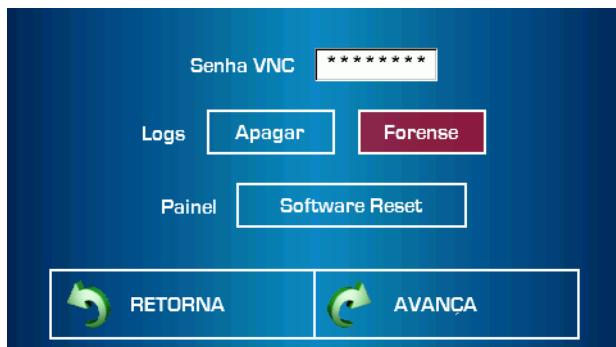 Senha VNC ********
Logs Apagar Forense
Painel Software Reset
RETORNA AVANÇA